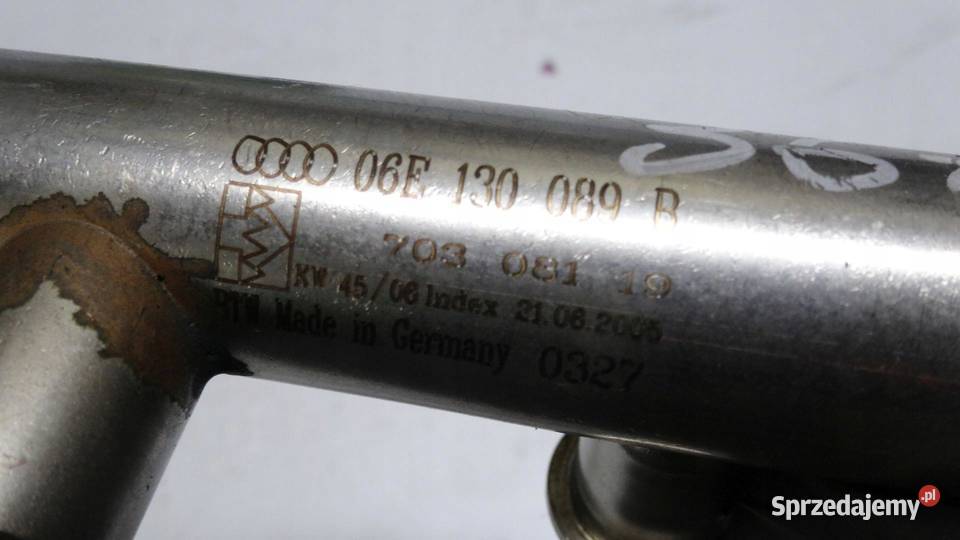 06E 130 089 B
703 081 19
KW 45/06 Index 21.06.2005
BTW Made in Germany 0327
Sprzedajemy.pl